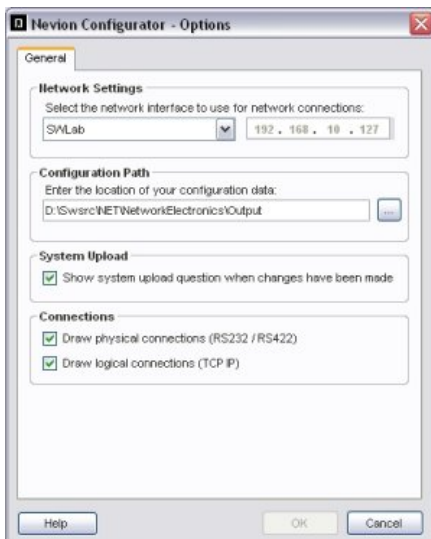 Nevion Configurator - Options
General
Network Settings
Select the network interface to use for network connections:
SWLab
192 . 168 . 10 . 127
Configuration Path
Enter the location of your configuration data:
D:\Swsrc\NET\NetworkElectronics\Output
...
System Upload
Show system upload question when changes have been made
Connections
Draw physical connections (RS232 / RS422)
Draw logical connections (TCP IP)
Help
OK
Cancel